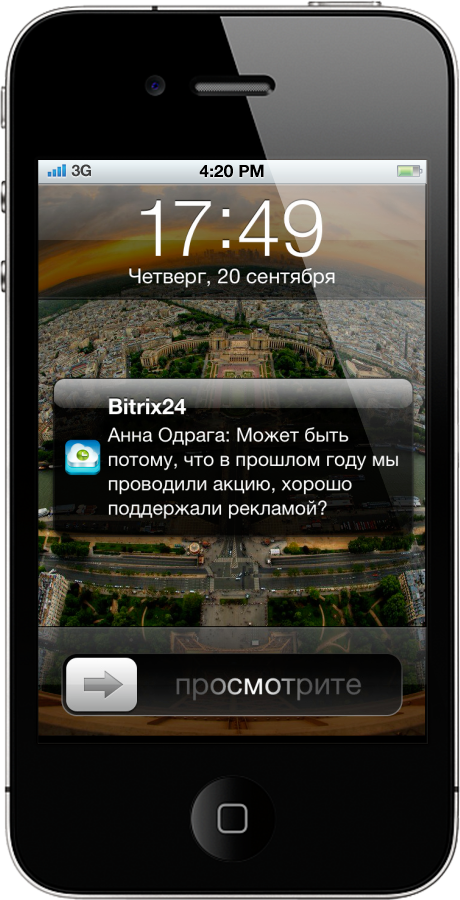 3G 4:20 PM
17:49
Четверг, 20 сентября
Bitrix24
Анна Одрага: Может быть
потому, что в прошлом году мы
проводили акцию, хорошо
поддержали рекламой?
просмотрите